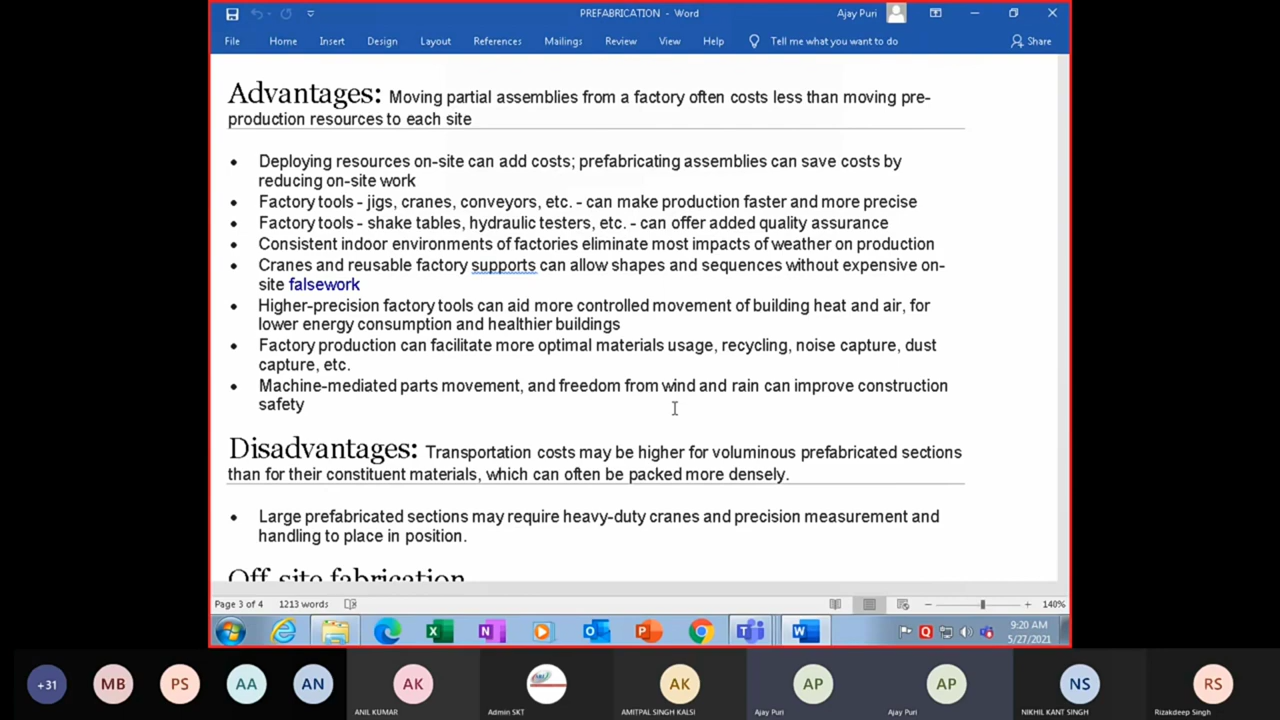 PREFABRICATION - Word
Ajay Puri
File Home Insert Design Layout References Mailings Review View Help Tell me what you want to do Share
Advantages: Moving partial assemblies from a factory often costs less than moving pre-
production resources to each site
• Deploying resources on-site can add costs; prefabricating assemblies can save costs by
reducing on-site work
• Factory tools - jigs, cranes, conveyors, etc. - can make production faster and more precise
• Factory tools - shake tables, hydraulic testers, etc. - can offer added quality assurance
• Consistent indoor environments of factories eliminate most impacts of weather on production
• Cranes and reusable factory supports can allow shapes and sequences without expensive on-
site falsework
• Higher-precision factory tools can aid more controlled movement of building heat and air, for
lower energy consumption and healthier buildings
• Factory production can facilitate more optimal materials usage, recycling, noise capture, dust
capture, etc.
• Machine-mediated parts movement, and freedom from wind and rain can improve construction
safety
Disadvantages: Transportation costs may be higher for voluminous prefabricated sections
than for their constituent materials, which can often be packed more densely.
• Large prefabricated sections may require heavy-duty cranes and precision measurement and
handling to place in position.
Off-site fabrication
Page 3 of 4 1213 words 140%
9:20 AM
5/27/2021
+31 MB PS AA AN AK AK AP AP NS RS
ANIL KUMAR Admin SKT AMITPAL SINGH KALSI Ajay Puri Ajay Puri NIKHIL KANT SINGH Rizakdeep Singh